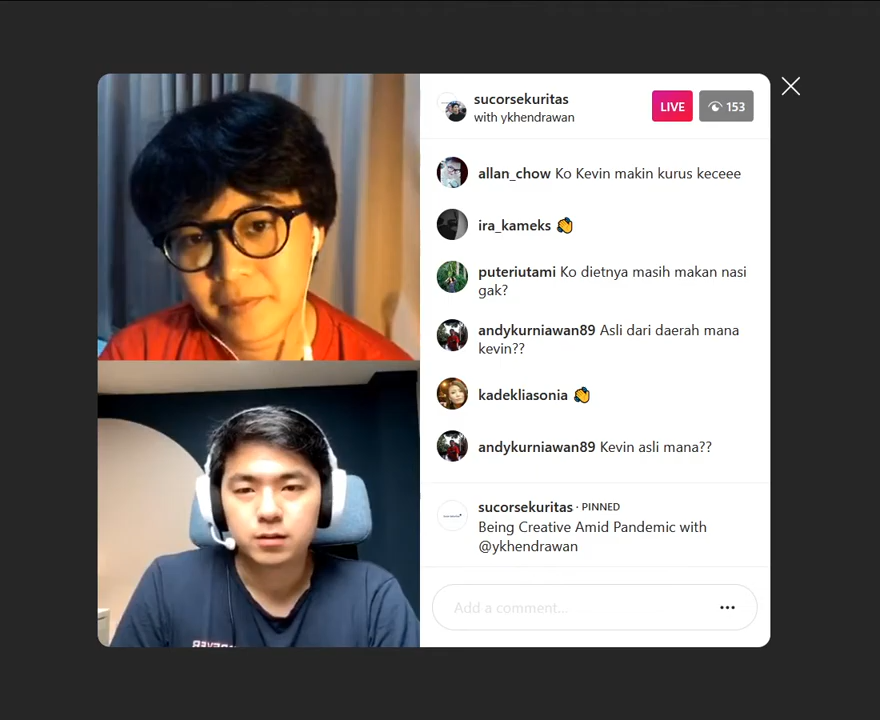 sucorsekuritas
with ykhendrawan
LIVE
153
allan_chow Ko Kevin makin kurus keceee
ira_kameks 👏
puteriutami Ko dietnya masih makan nasi
gak?
andykurniawan89 Asli dari daerah mana
kevin??
kadekliasonia 👏
andykurniawan89 Kevin asli mana??
sucorsekuritas · PINNED
Being Creative Amid Pandemic with
@ykhendrawan
Add a comment...